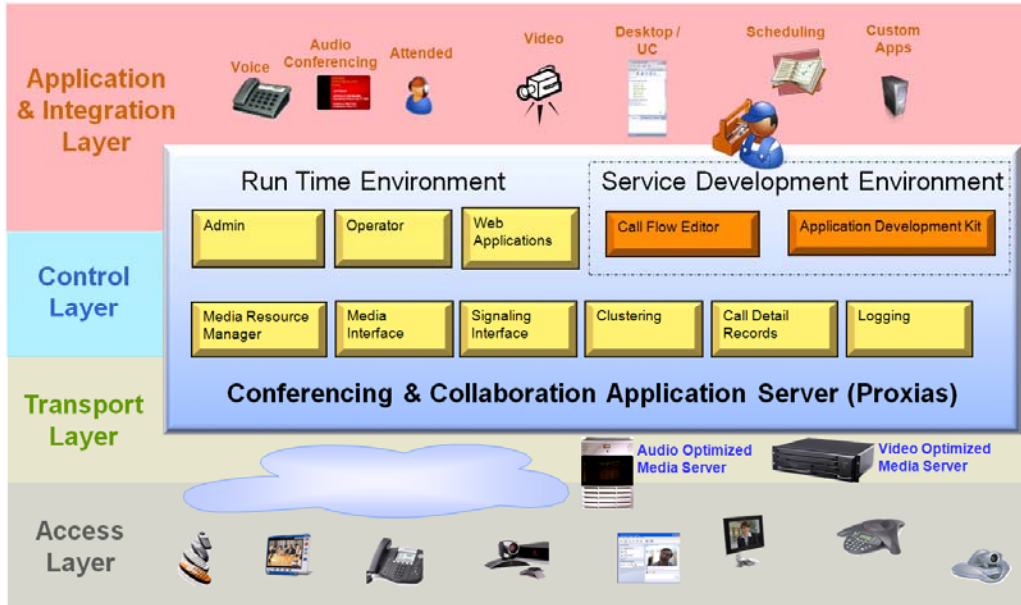 Application
& Integration
Layer
Voice
Audio
Conferencing
Attended
Video
Desktop /
UC
Scheduling
Custom
Apps
Run Time Environment
Service Development Environment
Admin
Operator
Web
Applications
Call Flow Editor
Application Development Kit
Control
Layer
Media Resource
Manager
Media
Interface
Signaling
Interface
Clustering
Call Detail
Records
Logging
Conferencing & Collaboration Application Server (Proxias)
Transport
Layer
Audio Optimized
Media Server
Video Optimized
Media Server
Access
Layer